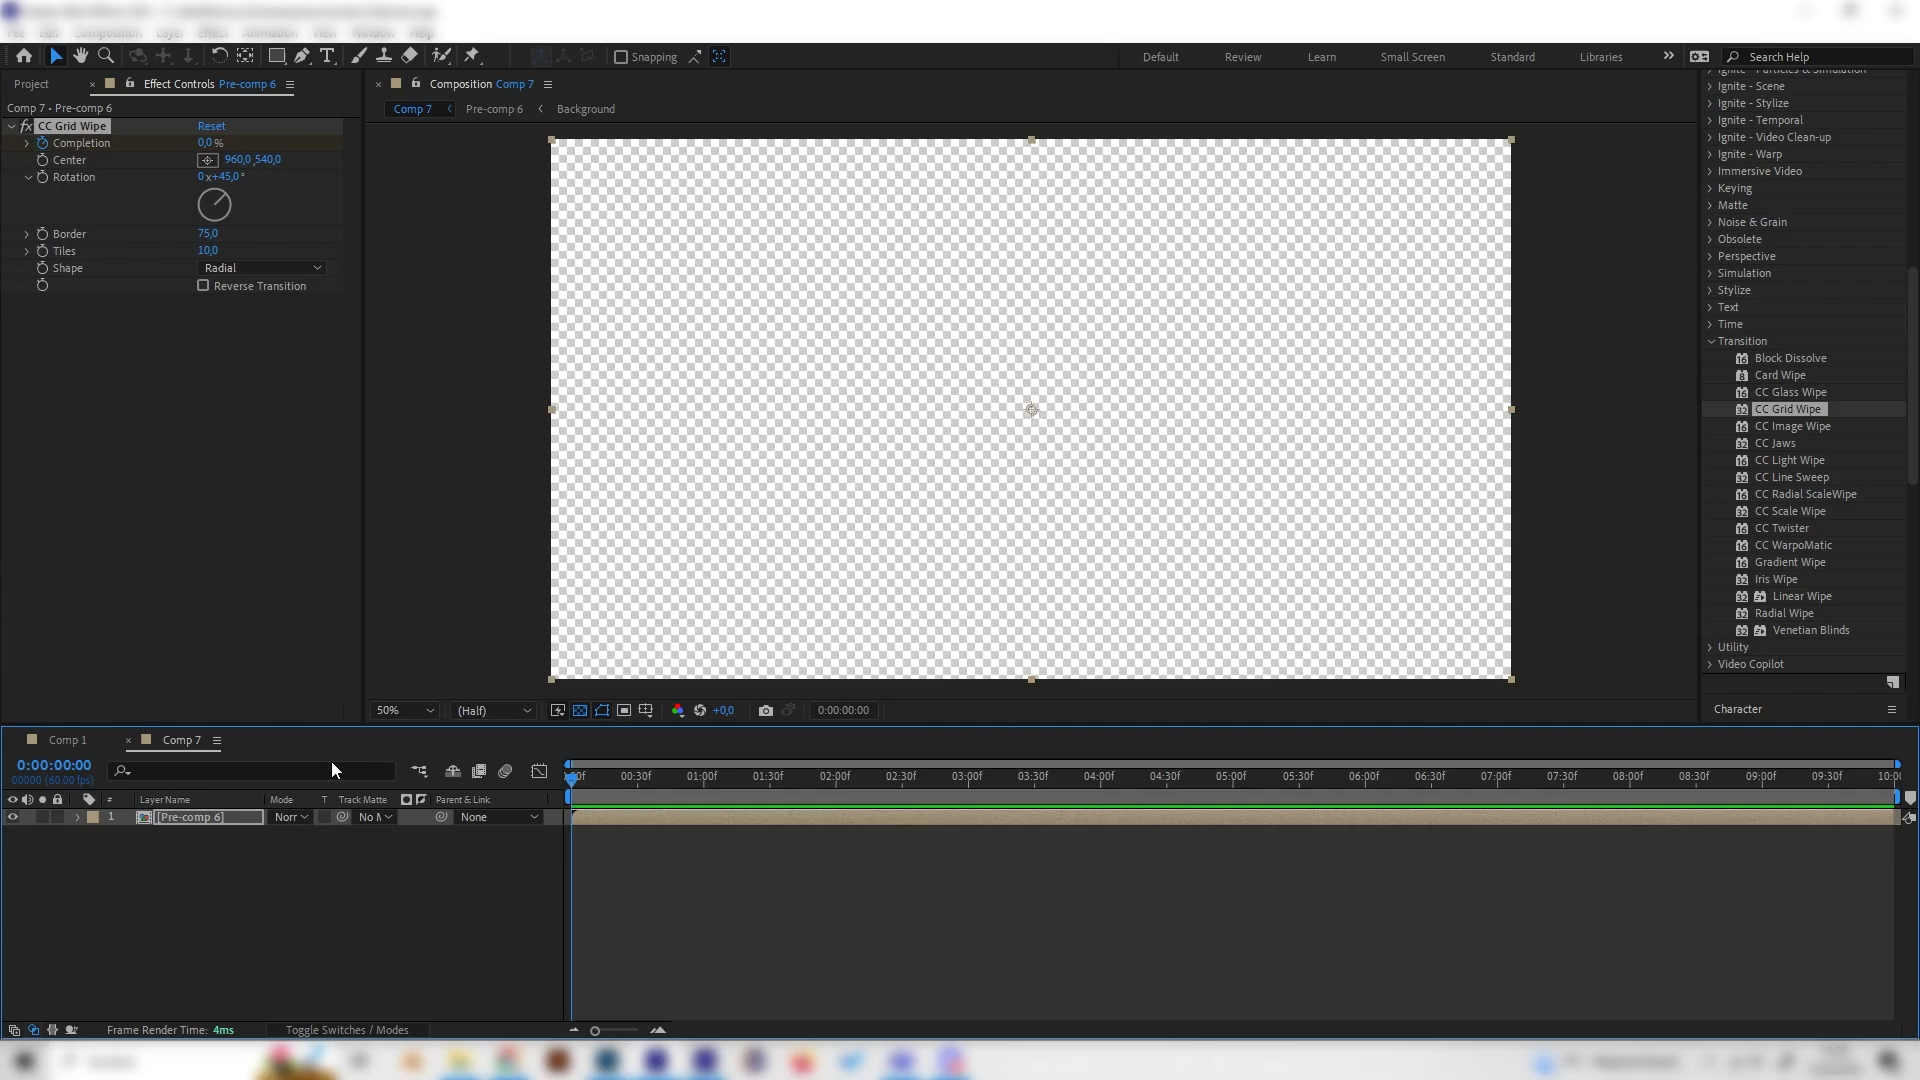 Snapping
Default
Review
Learn
Small Screen
Standard
Libraries
Search Help
Project
Effect Controls Pre-comp 6
Composition Comp 7
Comp 7
Pre-comp 6
Background
Comp 7 • Pre-comp 6
fx CC Grid Wipe Reset
Completion 0,0 %
Center 960,0 ,540,0
Rotation 0 x+45,0 °
Border 75,0
Tiles 10,0
Shape Radial
Reverse Transition
Ignite - Particles & Simulation
Ignite - Scene
Ignite - Stylize
Ignite - Temporal
Ignite - Video Clean-up
Ignite - Warp
Immersive Video
Keying
Matte
Noise & Grain
Obsolete
Perspective
Simulation
Stylize
Text
Time
Transition
Block Dissolve
Card Wipe
CC Glass Wipe
CC Grid Wipe
CC Image Wipe
CC Jaws
CC Light Wipe
CC Line Sweep
CC Radial ScaleWipe
CC Scale Wipe
CC Twister
CC WarpoMatic
Gradient Wipe
Iris Wipe
Linear Wipe
Radial Wipe
Venetian Blinds
Utility
Video Copilot
Character
50% (Half) +0,0 0:00:00:00
Comp 1
Comp 7
0:00:00:00
00000 (60.00 fps)
00:30f 01:00f 01:30f 02:00f 02:30f 03:00f 03:30f 04:00f 04:30f 05:00f 05:30f 06:00f 06:30f 07:00f 07:30f 08:00f 08:30f 09:00f 09:30f
# Layer Name Mode T Track Matte Parent & Link
1 [Pre-comp 6] Norr No M None
Frame Render Time: 4ms
Toggle Switches / Modes